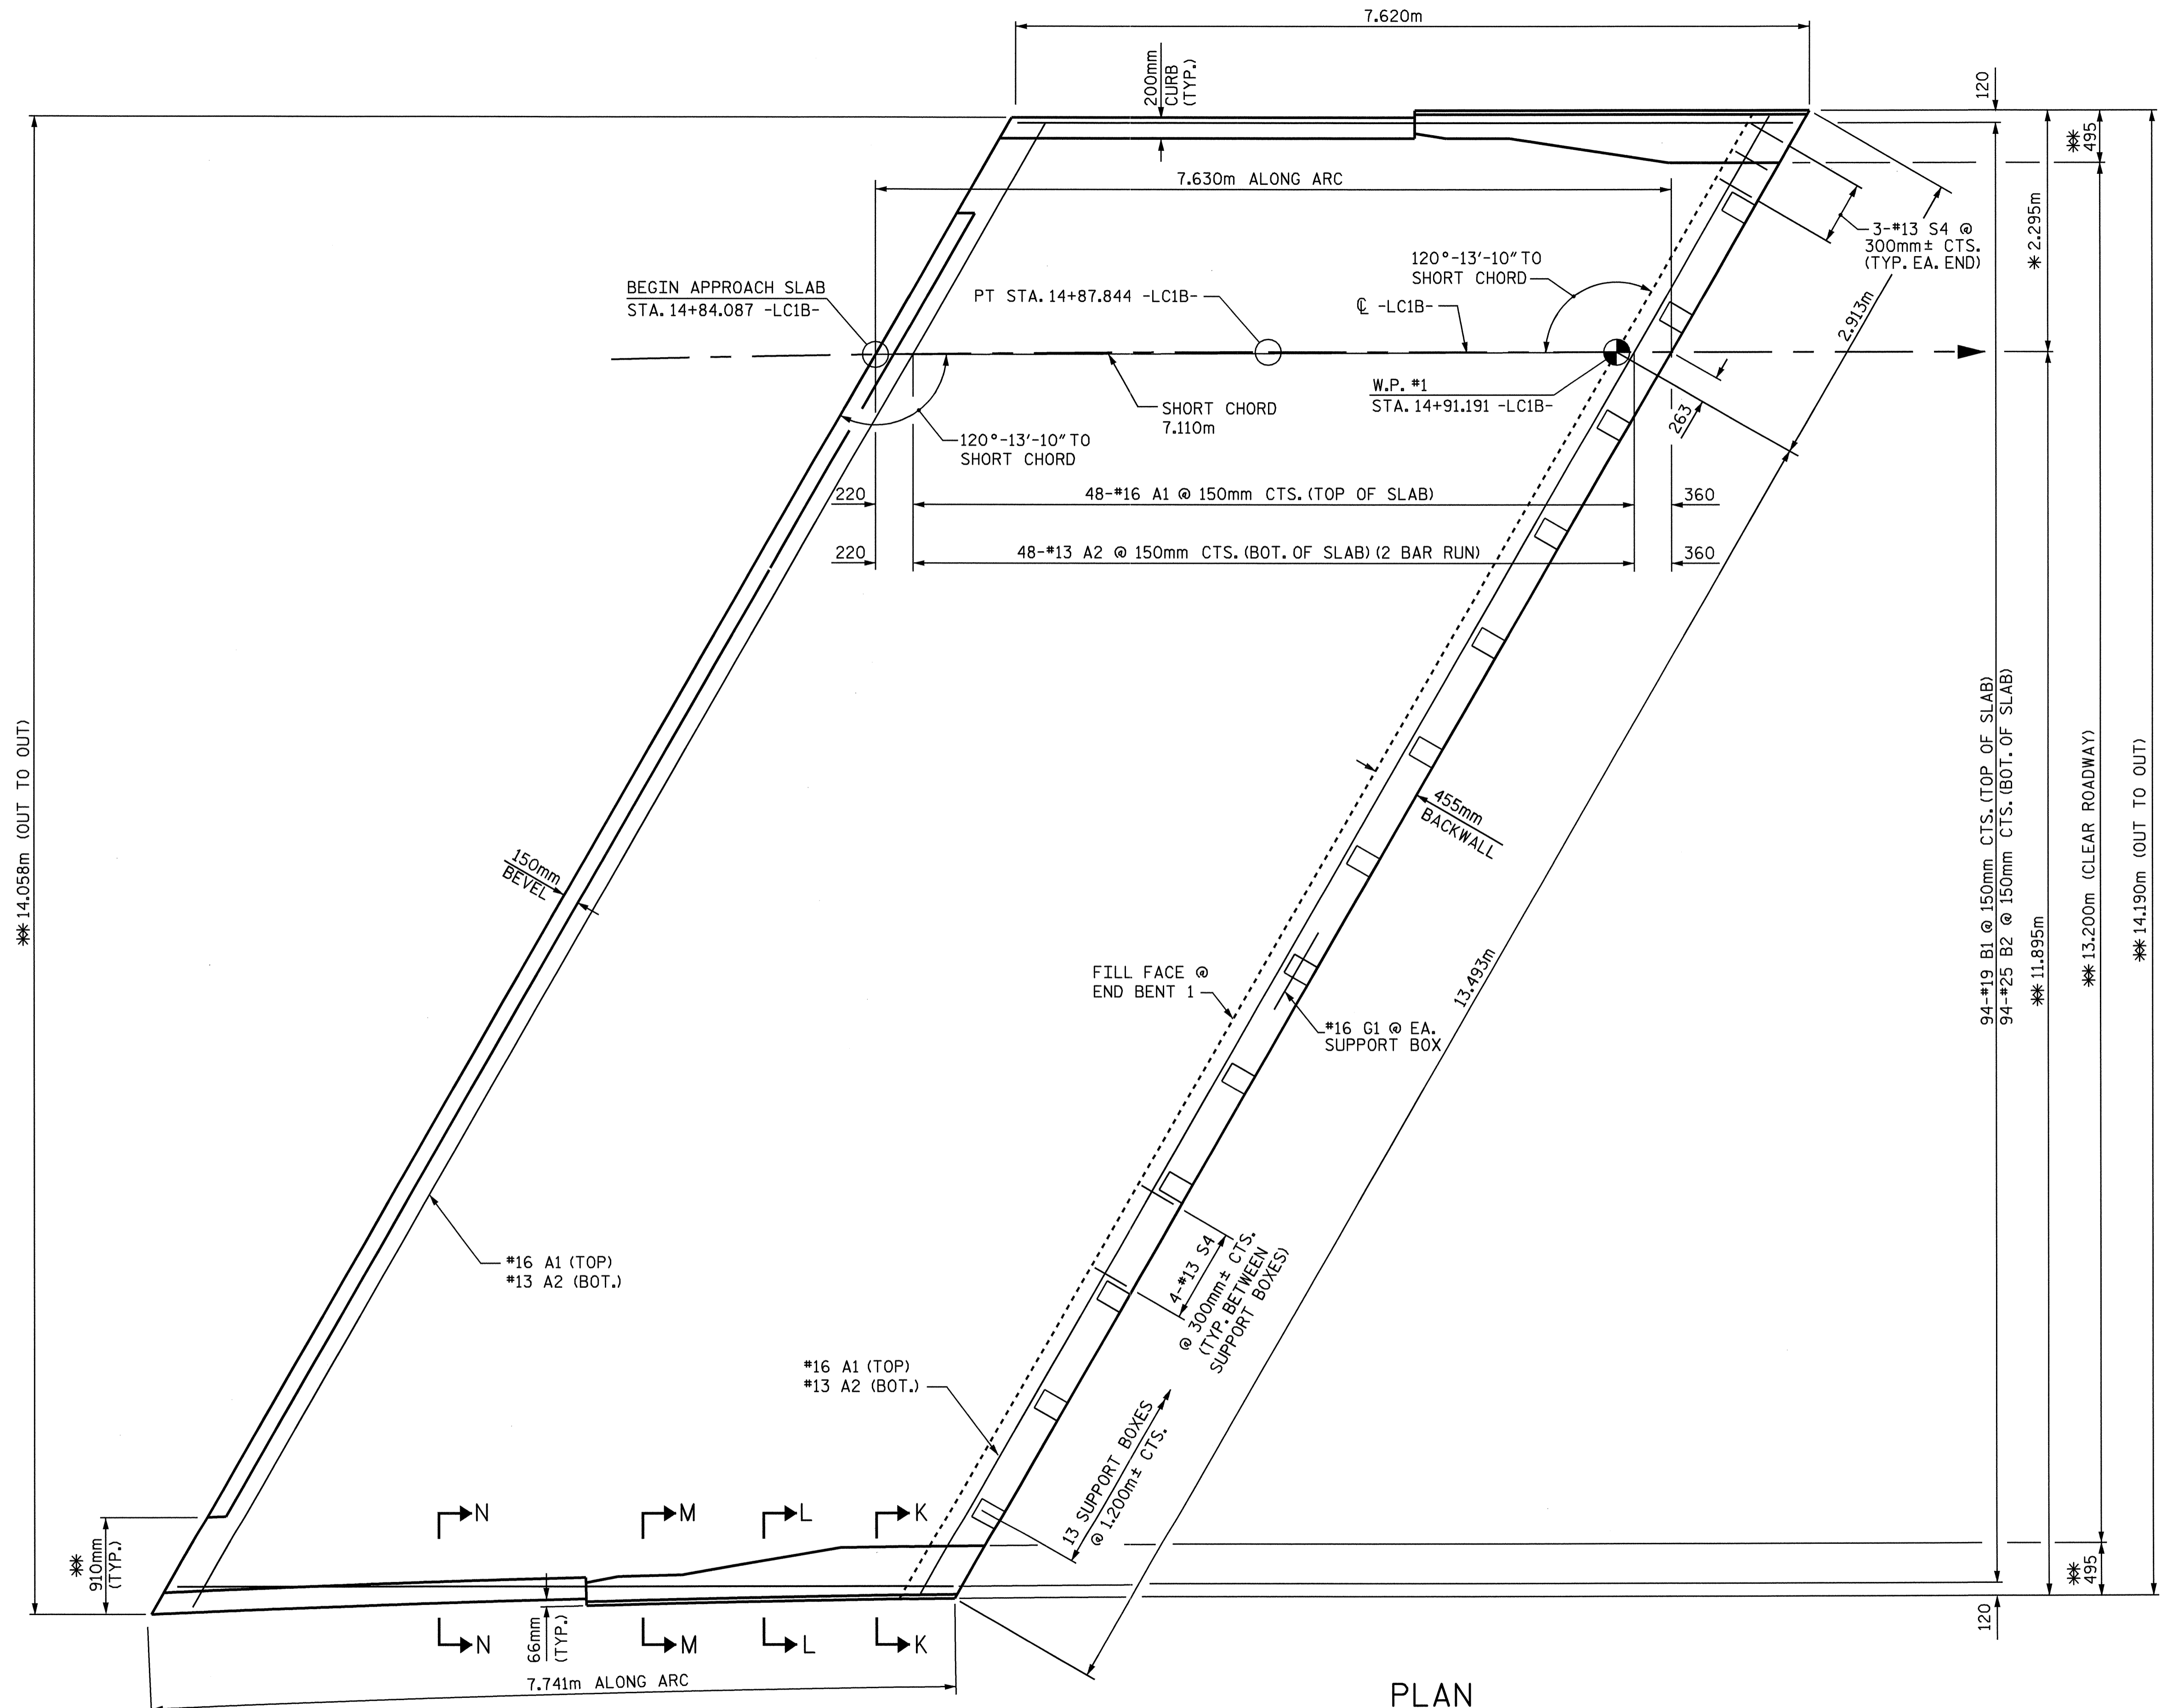 7.620m
200mm
CURB
(TYP.)
120
※ 495
7.630m ALONG ARC
3-#13 S4 @
300mm± CTS.
(TYP. EA. END)
* 2.295m
120°-13'-10" TO
SHORT CHORD
BEGIN APPROACH SLAB
STA. 14+84.087 -LC1B-
PT STA. 14+87.844 -LC1B-
℄ -LC1B-
2.913m
W.P. #1
STA. 14+91.191 -LC1B-
SHORT CHORD
7.110m
263
120°-13'-10" TO
SHORT CHORD
220
48-#16 A1 @ 150mm CTS. (TOP OF SLAB)
360
220
48-#13 A2 @ 150mm CTS. (BOT. OF SLAB) (2 BAR RUN)
360
※ 14.058m (OUT TO OUT)
94-#19 B1 @ 150mm CTS. (TOP OF SLAB)
94-#25 B2 @ 150mm CTS. (BOT. OF SLAB)
※ 11.895m
※ 13.200m (CLEAR ROADWAY)
※ 14.190m (OUT TO OUT)
455mm
BACKWALL
150mm
BEVEL
FILL FACE @
END BENT 1
13.493m
#16 G1 @ EA.
SUPPORT BOX
#16 A1 (TOP)
#13 A2 (BOT.)
4-#13 S4
@ 300mm± CTS.
(TYP. BETWEEN
SUPPORT BOXES)
#16 A1 (TOP)
#13 A2 (BOT.)
13 SUPPORT BOXES
@ 1.200m± CTS.
N
M
L
K
※
910mm
(TYP.)
※ 495
66mm
(TYP.)
N
M
L
K
120
7.741m ALONG ARC
PLAN